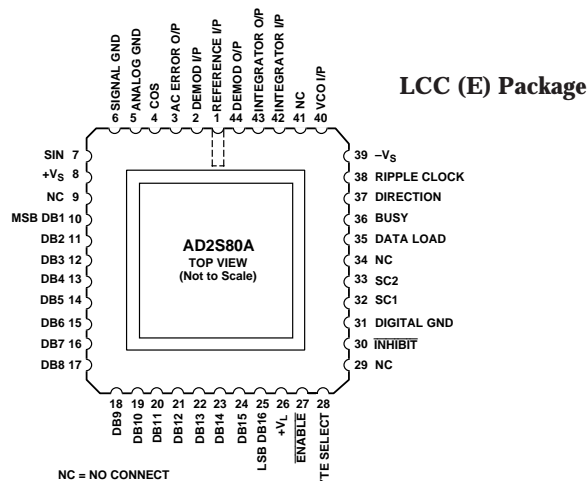 LCC (E) Package
6 SIGNAL GND
5 ANALOG GND
4 COS
3 AC ERROR O/P
2 DEMOD I/P
1 REFERENCE I/P
44 DEMOD O/P
43 INTEGRATOR O/P
42 INTEGRATOR I/P
41 NC
40 VCO I/P
SIN 7
+VS 8
NC 9
MSB DB1 10
DB2 11
DB3 12
DB4 13
DB5 14
DB6 15
DB7 16
DB8 17
AD2S80A
TOP VIEW
(Not to Scale)
39 –VS
38 RIPPLE CLOCK
37 DIRECTION
36 BUSY
35 DATA LOAD
34 NC
33 SC2
32 SC1
31 DIGITAL GND
30 INHIBIT
29 NC
18 DB9
19 DB10
20 DB11
21 DB12
22 DB13
23 DB14
24 DB15
25 LSB DB16
26 +VL
27 ENABLE
28 TE SELECT
NC = NO CONNECT